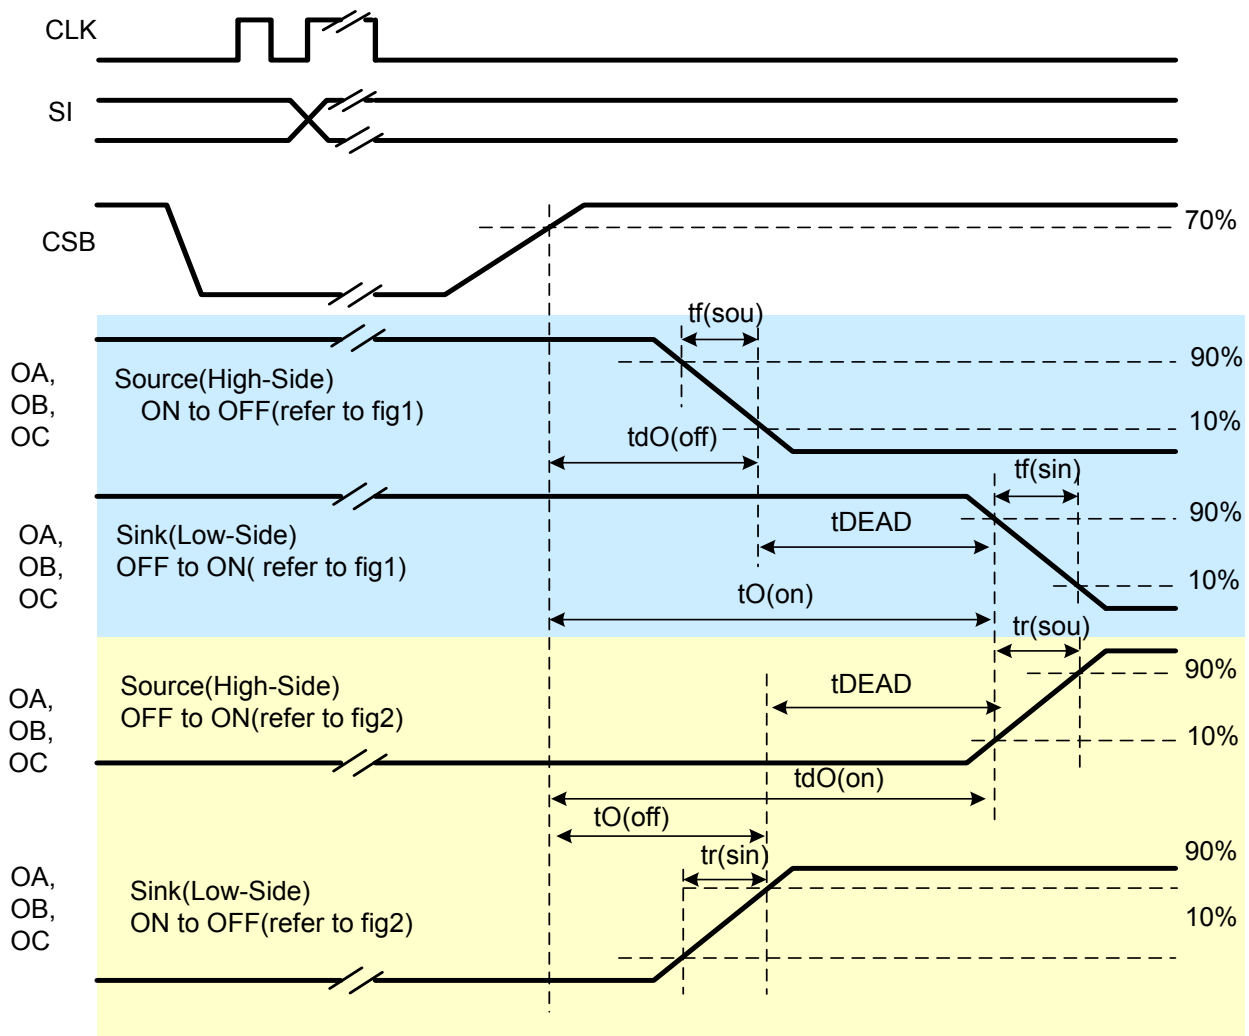 CLK
SI
CSB
70%
tf(sou)
90%
OA,
OB,
OC
Source(High-Side)
ON to OFF(refer to fig1)
10%
tdO(off)
tf(sin)
90%
OA,
OB,
OC
Sink(Low-Side)
OFF to ON( refer to fig1)
tDEAD
10%
tO(on)
tr(sou)
90%
OA,
OB,
OC
Source(High-Side)
OFF to ON(refer to fig2)
tDEAD
10%
tdO(on)
tO(off)
90%
tr(sin)
OA,
OB,
OC
Sink(Low-Side)
ON to OFF(refer to fig2)
10%